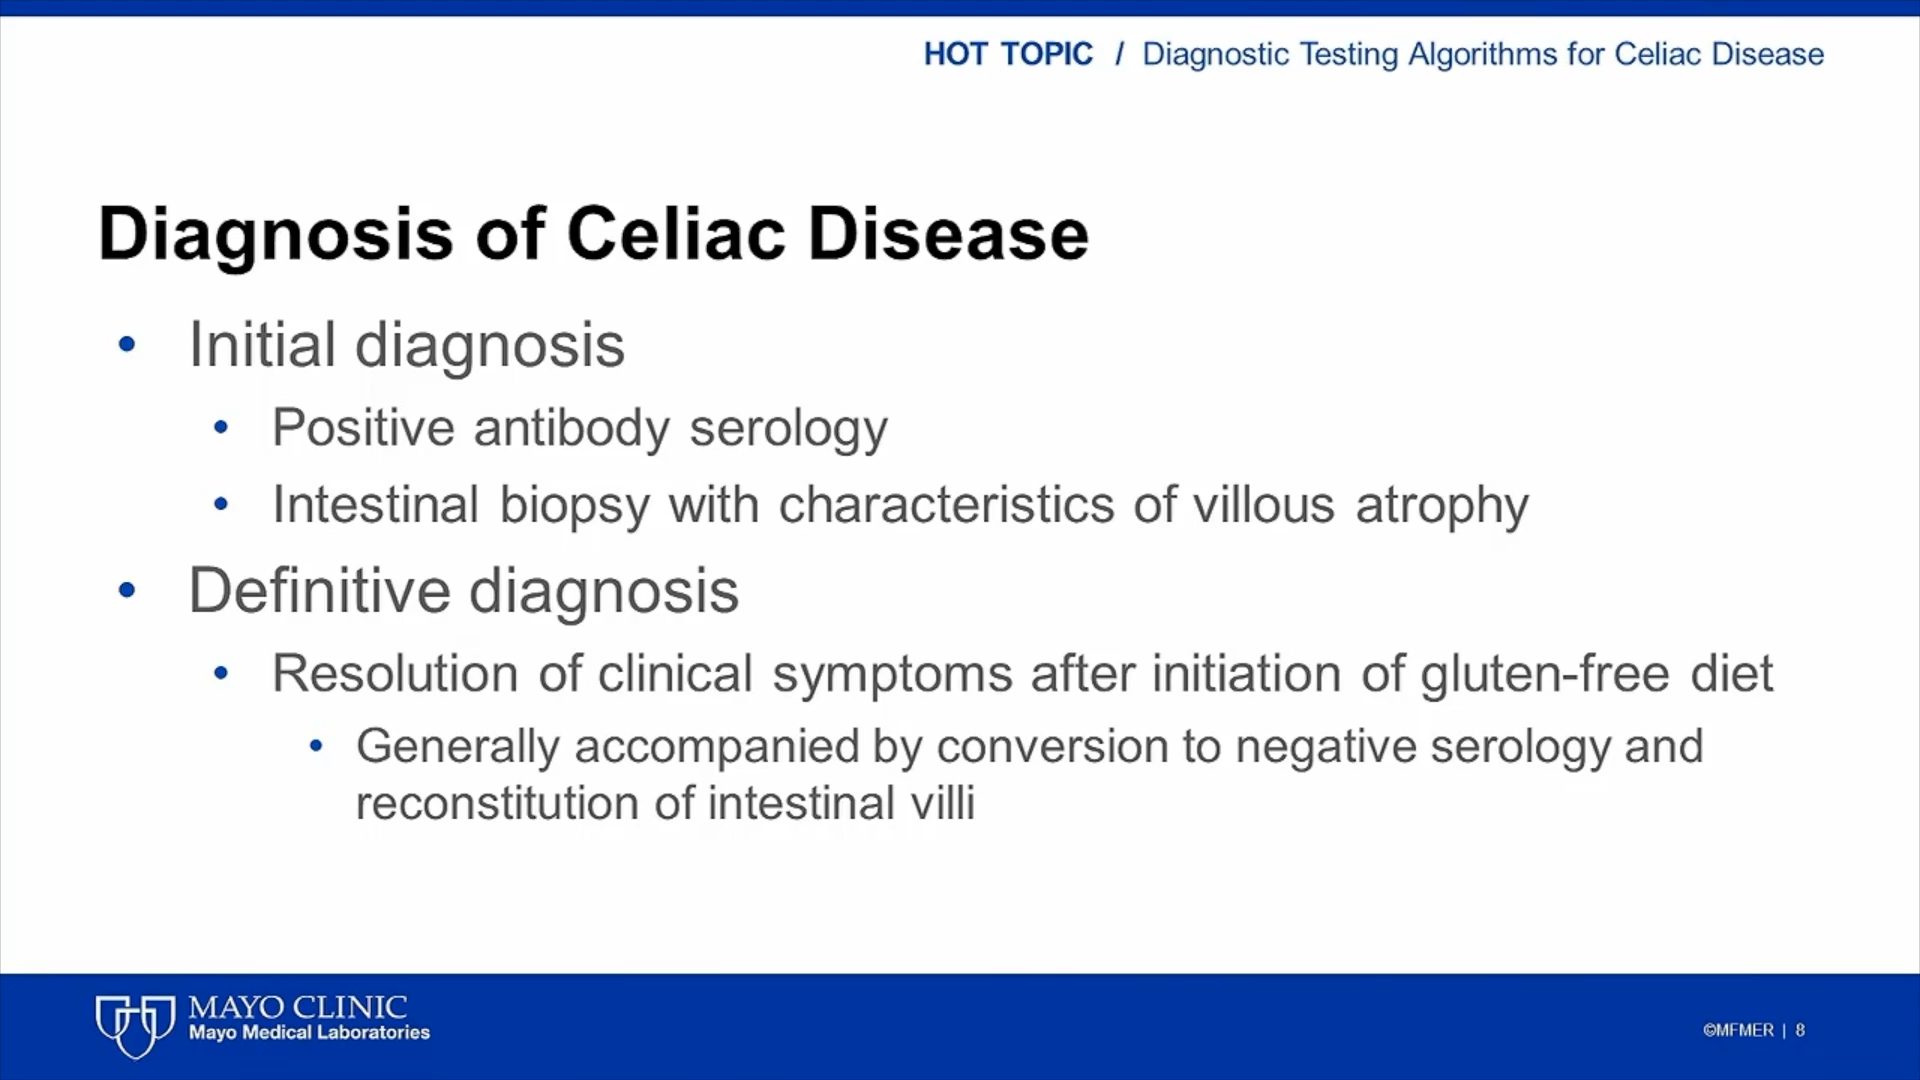 HOT TOPIC / Diagnostic Testing Algorithms for Celiac Disease
Diagnosis of Celiac Disease
• Initial diagnosis
• Positive antibody serology
• Intestinal biopsy with characteristics of villous atrophy
• Definitive diagnosis
• Resolution of clinical symptoms after initiation of gluten-free diet
• Generally accompanied by conversion to negative serology and
reconstitution of intestinal villi
MAYO CLINIC
Mayo Medical Laboratories
©MFMER | 8